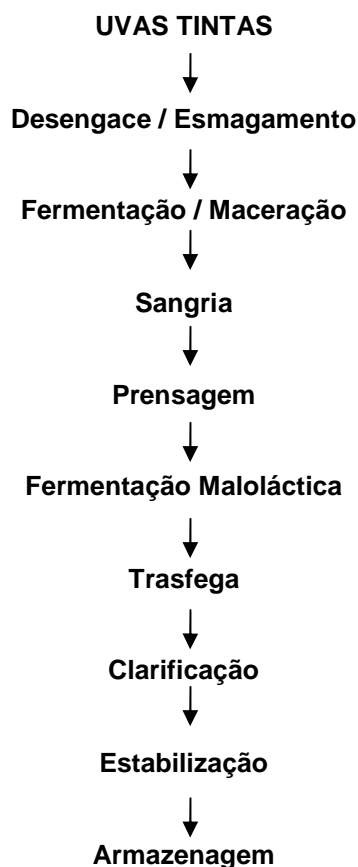 UVAS TINTAS
Desengace / Esmagamento
Fermentação / Maceração
Sangria
Prensagem
Fermentação Maloláctica
Trasfega
Clarificação
Estabilização
Armazenagem